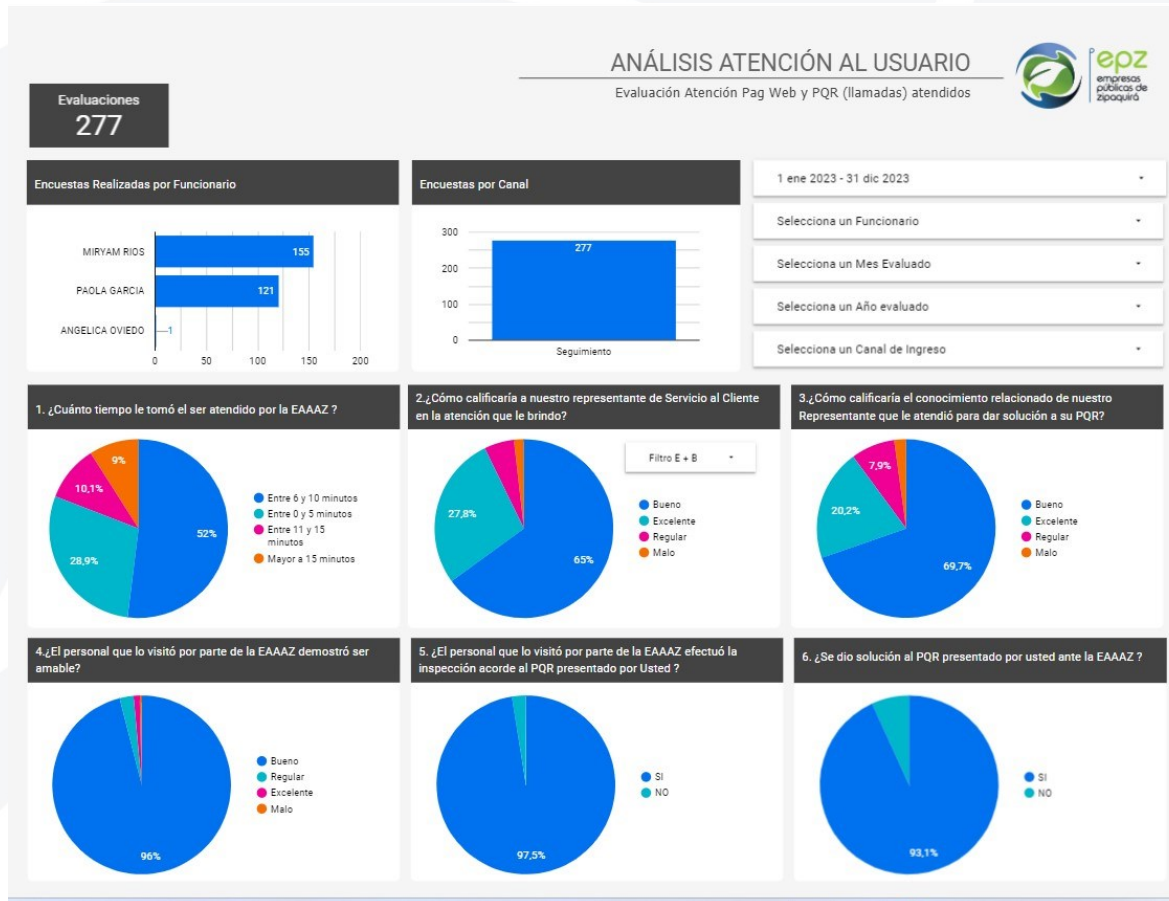 ANÁLISIS ATENCIÓN AL USUARIO
Evaluación Atención Pag Web y PQR (llamadas) atendidos
epz
empresas
públicas de
zipaquirá
Evaluaciones
277
Encuestas Realizadas por Funcionario
MIRYAM RIOS
155
PAOLA GARCIA
121
ANGELICA OVIEDO
1
0 50 100 150 200
Encuestas por Canal
300
277
200
100
0
Seguimiento
1 ene 2023 - 31 dic 2023
Selecciona un Funcionario
Selecciona un Mes Evaluado
Selecciona un Año evaluado
Selecciona un Canal de Ingreso
1. ¿Cuánto tiempo le tomó el ser atendido por la EAAAZ ?
9%
10,1%
52%
28,9%
Entre 6 y 10 minutos
Entre 0 y 5 minutos
Entre 11 y 15
minutos
Mayor a 15 minutos
2.¿Cómo calificaría a nuestro representante de Servicio al Cliente
en la atención que le brindo?
Filtro E + B
27,8%
65%
Bueno
Excelente
Regular
Malo
3.¿Cómo calificaría el conocimiento relacionado de nuestro
Representante que le atendió para dar solución a su PQR?
7,9%
20,2%
69,7%
Bueno
Excelente
Regular
Malo
4.¿El personal que lo visitó por parte de la EAAAZ demostró ser
amable?
96%
Bueno
Regular
Excelente
Malo
5. ¿El personal que lo visitó por parte de la EAAAZ efectuó la
inspección acorde al PQR presentado por Usted ?
97,5%
SI
NO
6. ¿Se dio solución al PQR presentado por usted ante la EAAAZ ?
93,1%
SI
NO